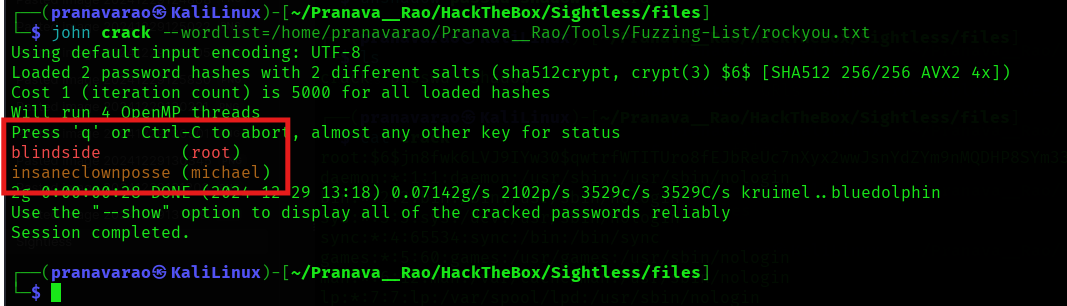 ┌──(pranavarao㉿KaliLinux)-[~/Pranava__Rao/HackTheBox/Sightless/files]
└─$ john crack --wordlist=/home/pranavarao/Pranava__Rao/Tools/Fuzzing-List/rockyou.txt
Using default input encoding: UTF-8
Loaded 2 password hashes with 2 different salts (sha512crypt, crypt(3) $6$ [SHA512 256/256 AVX2 4x])
Cost 1 (iteration count) is 5000 for all loaded hashes
Will run 4 OpenMP threads
Press 'q' or Ctrl-C to abort, almost any other key for status
blindside        (root)
insaneclownposse (michael)
2g 0:00:00:28 DONE (2024-12-29 13:18) 0.07142g/s 2102p/s 3529c/s 3529C/s kruimel..bluedolphin
Use the "--show" option to display all of the cracked passwords reliably
Session completed.
┌──(pranavarao㉿KaliLinux)-[~/Pranava__Rao/HackTheBox/Sightless/files]
└─$